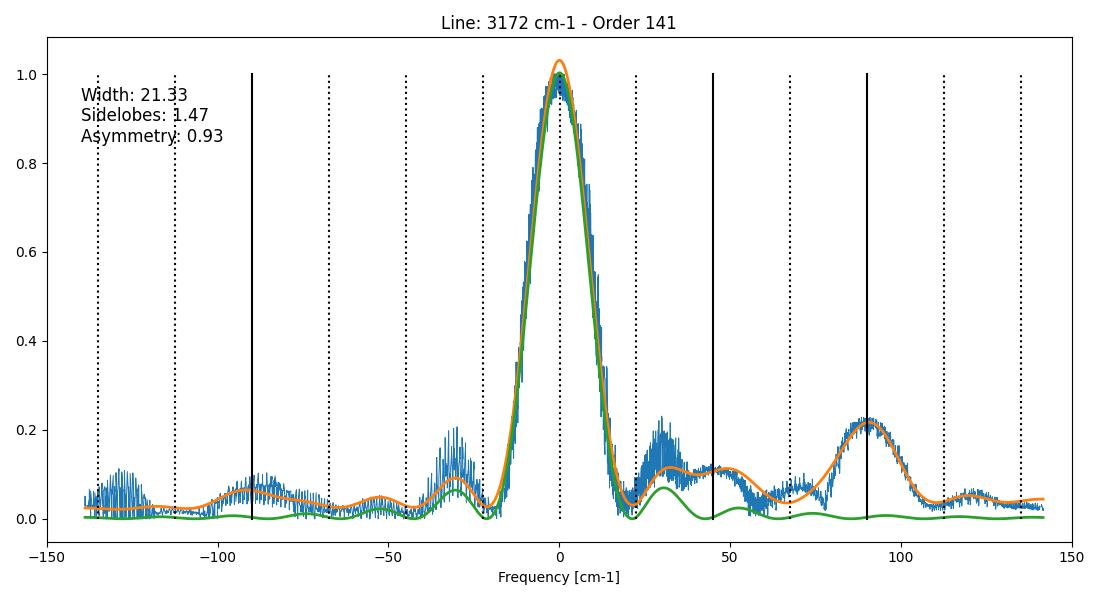 Line: 3172 cm-1 - Order 141
1.0
Width: 21.33
Sidelobes: 1.47
Asymmetry: 0.93
0.8
0.6
0.4
0.2
0.0
−150 −100 −50 0 50 100 150
Frequency [cm-1]